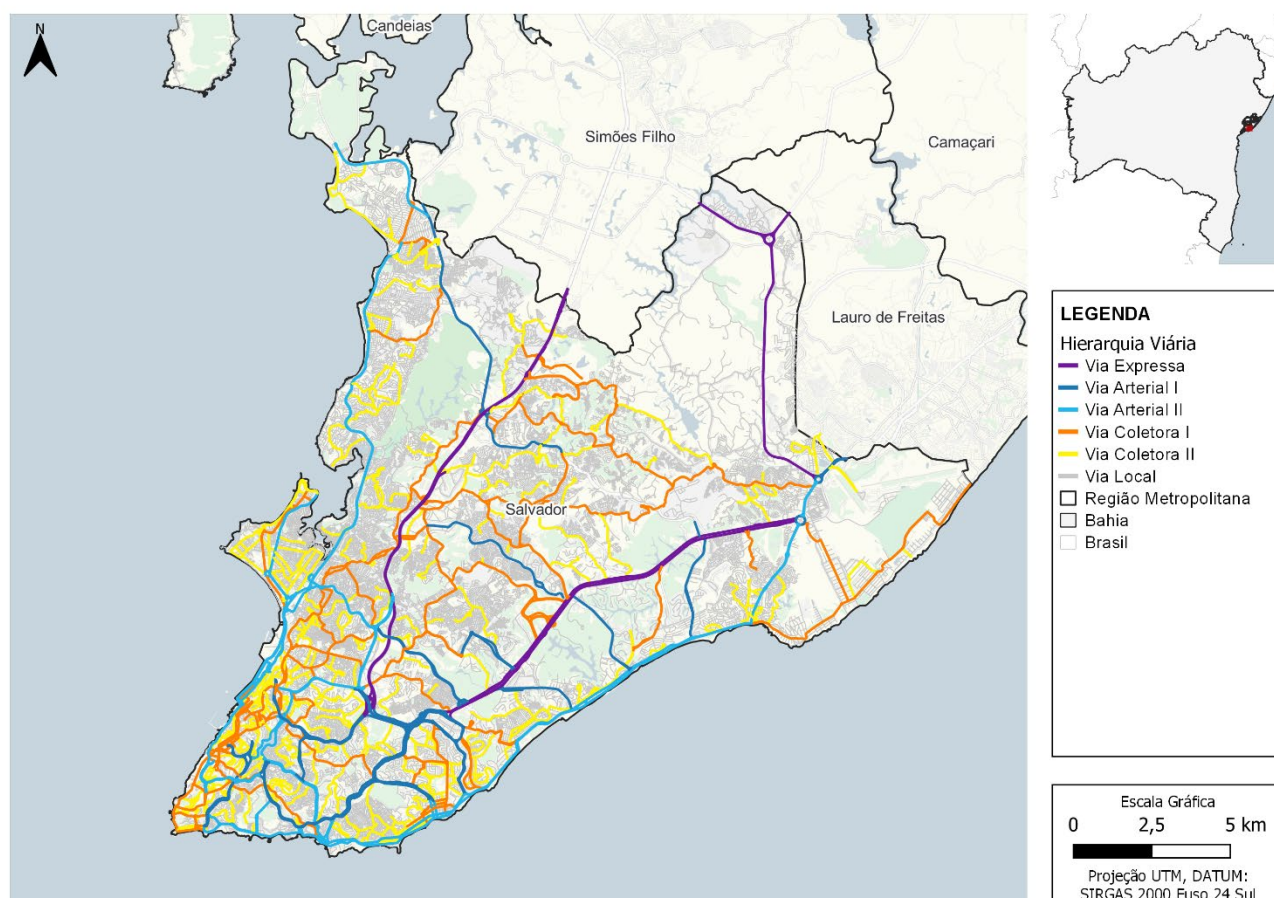 N
Candeias
Simões Filho
Camaçari
Lauro de Freitas
Salvador
LEGENDA
Hierarquia Viária
Via Expressa
Via Arterial I
Via Arterial II
Via Coletora I
Via Coletora II
Via Local
Região Metropolitana
Bahia
Brasil
Escala Gráfica
0 2,5 5 km
Projeção UTM, DATUM:
SIRGAS 2000 Fuso 24 Sul